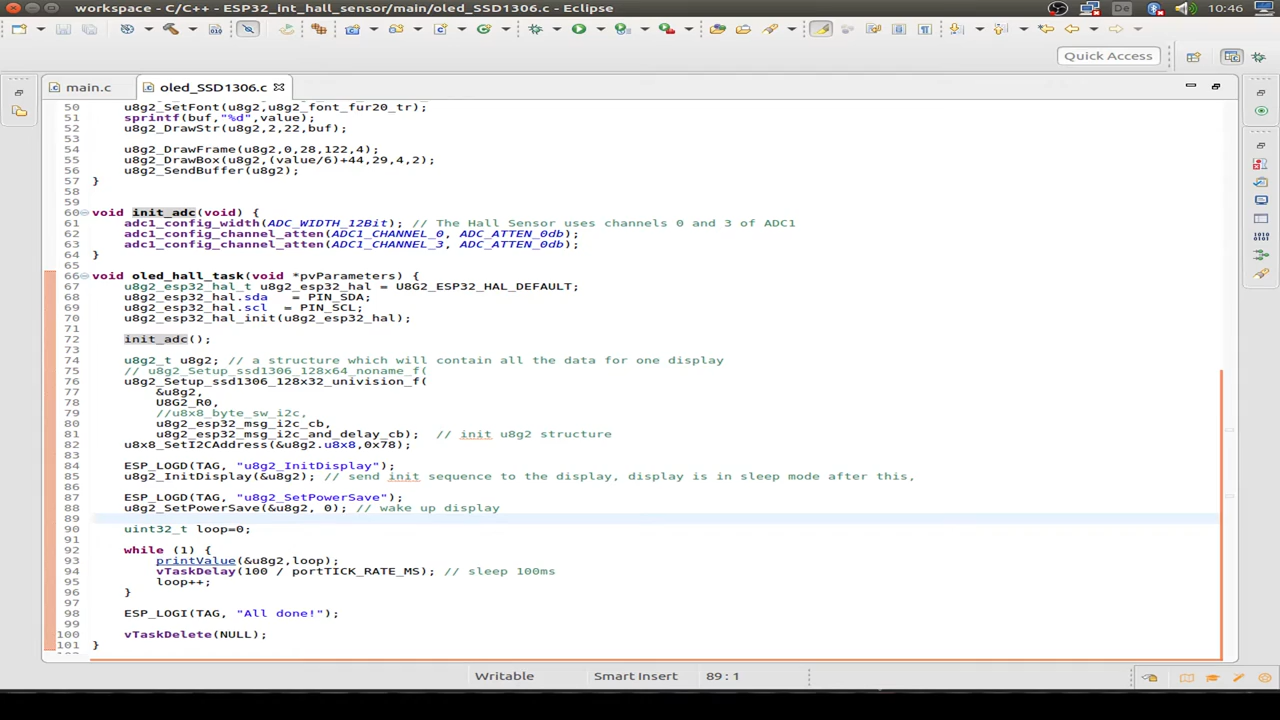 workspace - C/C++ - ESP32_int_hall_sensor/main/oled_SSD1306.c - Eclipse
De
10:46
Quick Access
main.c
oled_SSD1306.c
50 u8g2_SetFont(u8g2,u8g2_font_fur20_tr);
51 sprintf(buf,"%d",value);
52 u8g2_DrawStr(u8g2,2,22,buf);
53
54 u8g2_DrawFrame(u8g2,0,28,122,4);
55 u8g2_DrawBox(u8g2,(value/6)+44,29,4,2);
56 u8g2_SendBuffer(u8g2);
57 }
58
59
60 void init_adc(void) {
61 adc1_config_width(ADC_WIDTH_12Bit); // The Hall Sensor uses channels 0 and 3 of ADC1
62 adc1_config_channel_atten(ADC1_CHANNEL_0, ADC_ATTEN_0db);
63 adc1_config_channel_atten(ADC1_CHANNEL_3, ADC_ATTEN_0db);
64 }
65
66 void oled_hall_task(void *pvParameters) {
67 u8g2_esp32_hal_t u8g2_esp32_hal = U8G2_ESP32_HAL_DEFAULT;
68 u8g2_esp32_hal.sda = PIN_SDA;
69 u8g2_esp32_hal.scl = PIN_SCL;
70 u8g2_esp32_hal_init(u8g2_esp32_hal);
71
72 init_adc();
73
74 u8g2_t u8g2; // a structure which will contain all the data for one display
75 // u8g2_Setup_ssd1306_128x64_noname_f(
76 u8g2_Setup_ssd1306_128x32_univision_f(
77 &u8g2,
78 U8G2_R0,
79 //u8x8_byte_sw_i2c,
80 u8g2_esp32_msg_i2c_cb,
81 u8g2_esp32_msg_i2c_and_delay_cb); // init u8g2 structure
82 u8x8_SetI2CAddress(&u8g2.u8x8,0x78);
83
84 ESP_LOGD(TAG, "u8g2_InitDisplay");
85 u8g2_InitDisplay(&u8g2); // send init sequence to the display, display is in sleep mode after this,
86
87 ESP_LOGD(TAG, "u8g2_SetPowerSave");
88 u8g2_SetPowerSave(&u8g2, 0); // wake up display
89
90 uint32_t loop=0;
91
92 while (1) {
93 printValue(&u8g2,loop);
94 vTaskDelay(100 / portTICK_RATE_MS); // sleep 100ms
95 loop++;
96 }
97
98 ESP_LOGI(TAG, "All done!");
99
100 vTaskDelete(NULL);
101 }
Writable
Smart Insert
89 : 1